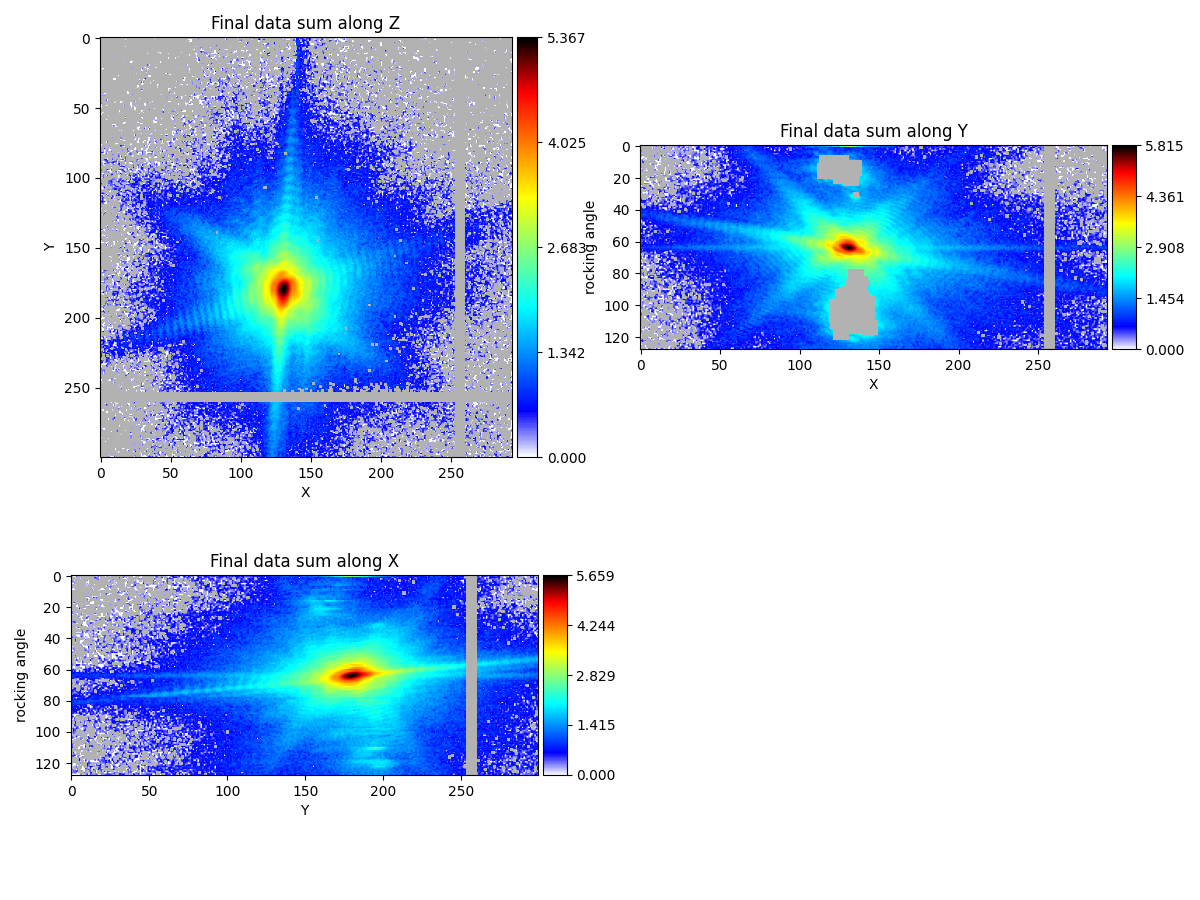 Final data sum along Z
0
50
100
150
200
250
Y
0 50 100 150 200 250
X
5.367
4.025
2.683
1.342
0.000
Final data sum along Y
0
20
40
60
80
100
120
rocking angle
0 50 100 150 200 250
X
5.815
4.361
2.908
1.454
0.000
Final data sum along X
0
20
40
60
80
100
120
rocking angle
0 50 100 150 200 250
Y
5.659
4.244
2.829
1.415
0.000